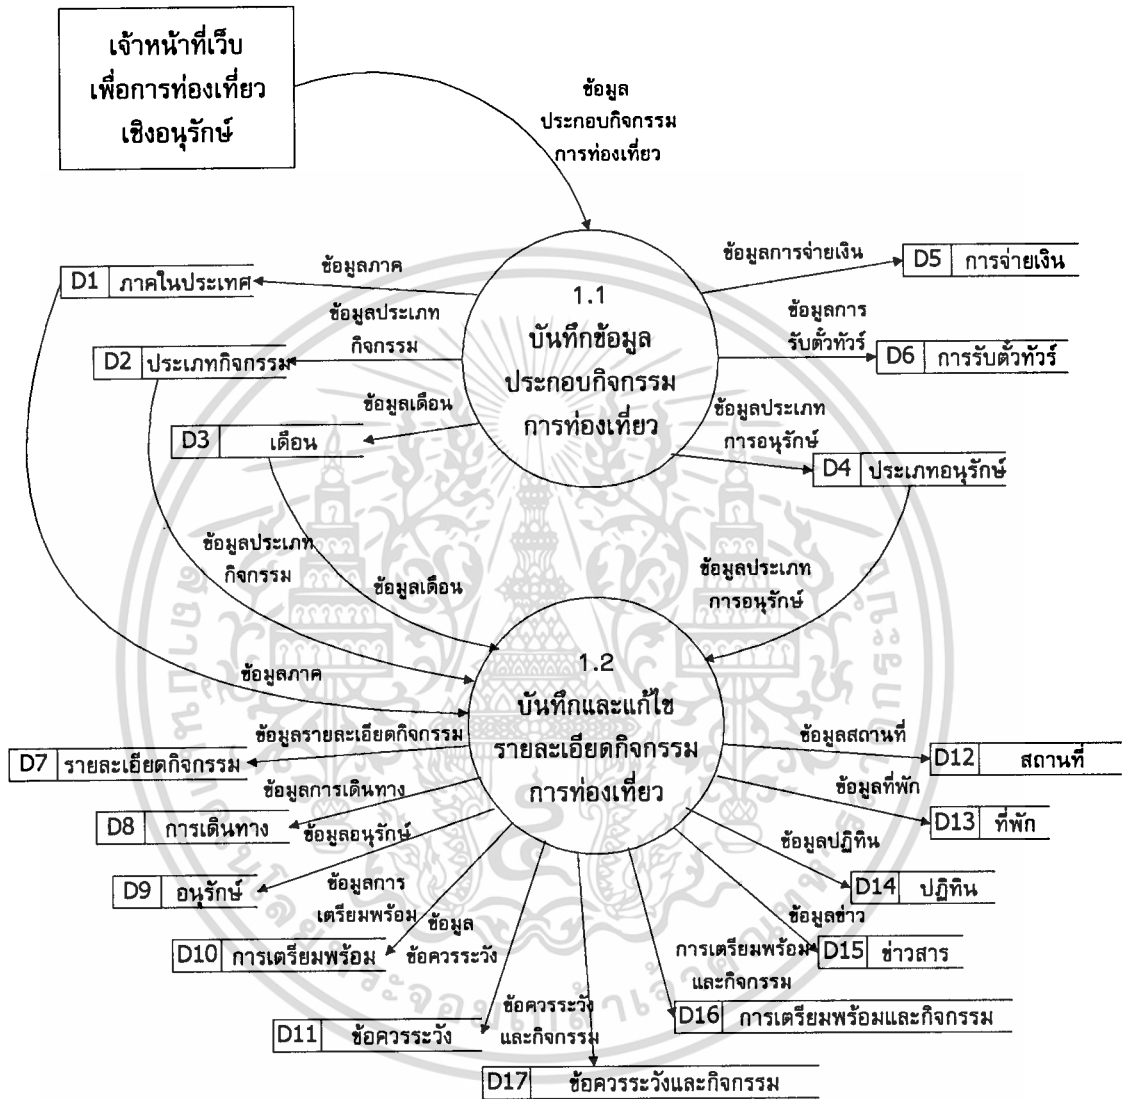 เจ้าหน้าที่เว็บ
เพื่อการท่องเที่ยว
เชิงอนุรักษ์
ข้อมูล
ประกอบกิจกรรม
การท่องเที่ยว
ข้อมูลภาค
D1 ภาคในประเทศ
ข้อมูลประเภท
กิจกรรม
D2 ประเภทกิจกรรม
ข้อมูลเดือน
D3 เดือน
1.1
บันทึกข้อมูล
ประกอบกิจกรรม
การท่องเที่ยว
ข้อมูลการจ่ายเงิน
D5 การจ่ายเงิน
ข้อมูลการ
รับตั๋วทัวร์
D6 การรับตั๋วทัวร์
ข้อมูลประเภท
การอนุรักษ์
D4 ประเภทอนุรักษ์
ข้อมูลประเภท
กิจกรรม
ข้อมูลเดือน
ข้อมูลประเภท
การอนุรักษ์
ข้อมูลภาค
1.2
บันทึกและแก้ไข
รายละเอียดกิจกรรม
การท่องเที่ยว
ข้อมูลรายละเอียดกิจกรรม
D7 รายละเอียดกิจกรรม
ข้อมูลการเดินทาง
D8 การเดินทาง
ข้อมูลอนุรักษ์
D9 อนุรักษ์
ข้อมูลการ
เตรียมพร้อม
D10 การเตรียมพร้อม
ข้อมูล
ข้อควรระวัง
D11 ข้อควรระวัง
ข้อมูลสถานที่
D12 สถานที่
ข้อมูลที่พัก
D13 ที่พัก
ข้อมูลปฏิทิน
D14 ปฏิทิน
ข้อมูลข่าว
D15 ข่าวสาร
การเตรียมพร้อม
และกิจกรรม
D16 การเตรียมพร้อมและกิจกรรม
ข้อควรระวัง
และกิจกรรม
D17 ข้อควรระวังและกิจกรรม